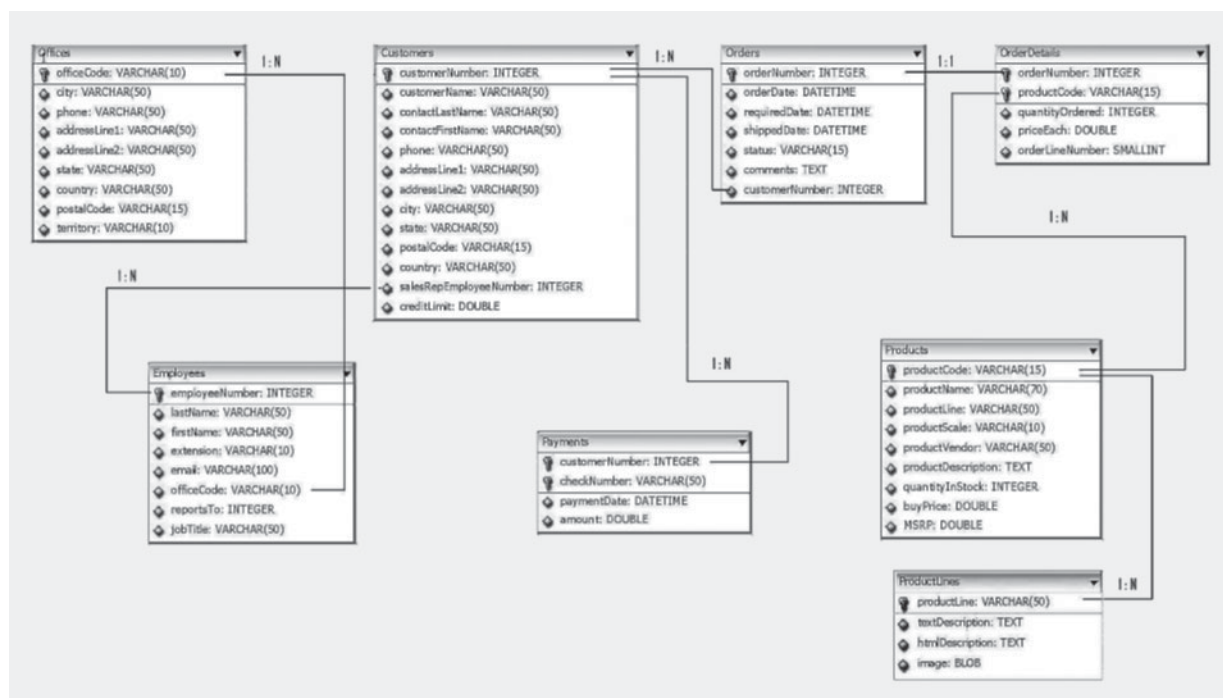 Offices
officeCode: VARCHAR(10)
city: VARCHAR(50)
phone: VARCHAR(50)
addressLine1: VARCHAR(50)
addressLine2: VARCHAR(50)
state: VARCHAR(50)
country: VARCHAR(50)
postalCode: VARCHAR(15)
territory: VARCHAR(10)
1:N
Customers
customerNumber: INTEGER
customerName: VARCHAR(50)
contactLastName: VARCHAR(50)
contactFirstName: VARCHAR(50)
phone: VARCHAR(50)
addressLine1: VARCHAR(50)
addressLine2: VARCHAR(50)
city: VARCHAR(50)
state: VARCHAR(50)
postalCode: VARCHAR(15)
country: VARCHAR(50)
salesRepEmployeeNumber: INTEGER
creditLimit: DOUBLE
1:N
Orders
orderNumber: INTEGER
orderDate: DATETIME
requiredDate: DATETIME
shippedDate: DATETIME
status: VARCHAR(15)
comments: TEXT
customerNumber: INTEGER
1:1
OrderDetails
orderNumber: INTEGER
productCode: VARCHAR(15)
quantityOrdered: INTEGER
priceEach: DOUBLE
orderLineNumber: SMALLINT
1:N
1:N
Employees
employeeNumber: INTEGER
lastName: VARCHAR(50)
firstName: VARCHAR(50)
extension: VARCHAR(10)
email: VARCHAR(100)
officeCode: VARCHAR(10)
reportsTo: INTEGER
jobTitle: VARCHAR(50)
1:N
Payments
customerNumber: INTEGER
checkNumber: VARCHAR(50)
paymentDate: DATETIME
amount: DOUBLE
Products
productCode: VARCHAR(15)
productName: VARCHAR(70)
productLine: VARCHAR(50)
productScale: VARCHAR(10)
productVendor: VARCHAR(50)
productDescription: TEXT
quantityInStock: INTEGER
buyPrice: DOUBLE
MSRP: DOUBLE
ProductLines
productLine: VARCHAR(50)
textDescription: TEXT
htmlDescription: TEXT
image: BLOB
1:N